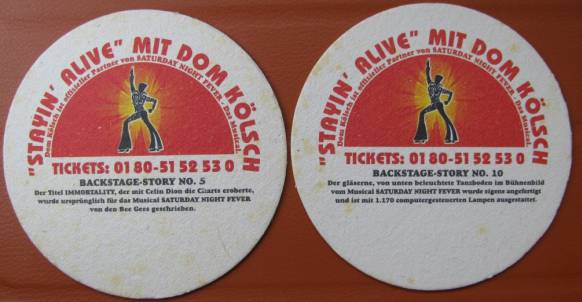 "STAYIN' ALIVE" MIT DOM KÖLSCH
Dom Kölsch ist offizieller Partner von SATURDAY NIGHT FEVER - Das Musical.
TICKETS: 01 80-51 52 53 0
BACKSTAGE-STORY NO. 5
Der Titel IMMORTALITY, der mit Celin Dion die Charts eroberte,
wurde ursprünglich für das Musical SATURDAY NIGHT FEVER
von den Bee Gees geschrieben.
"STAYIN' ALIVE" MIT DOM KÖLSCH
Dom Kölsch ist offizieller Partner von SATURDAY NIGHT FEVER - Das Musical.
TICKETS: 01 80-51 52 53 0
BACKSTAGE-STORY NO. 10
Der gläserne, von unten beleuchtete Tanzboden im Bühnenbild
vom Musical SATURDAY NIGHT FEVER wurde eigens angefertigt
und ist mit 1.170 computergesteuerten Lampen ausgestattet.